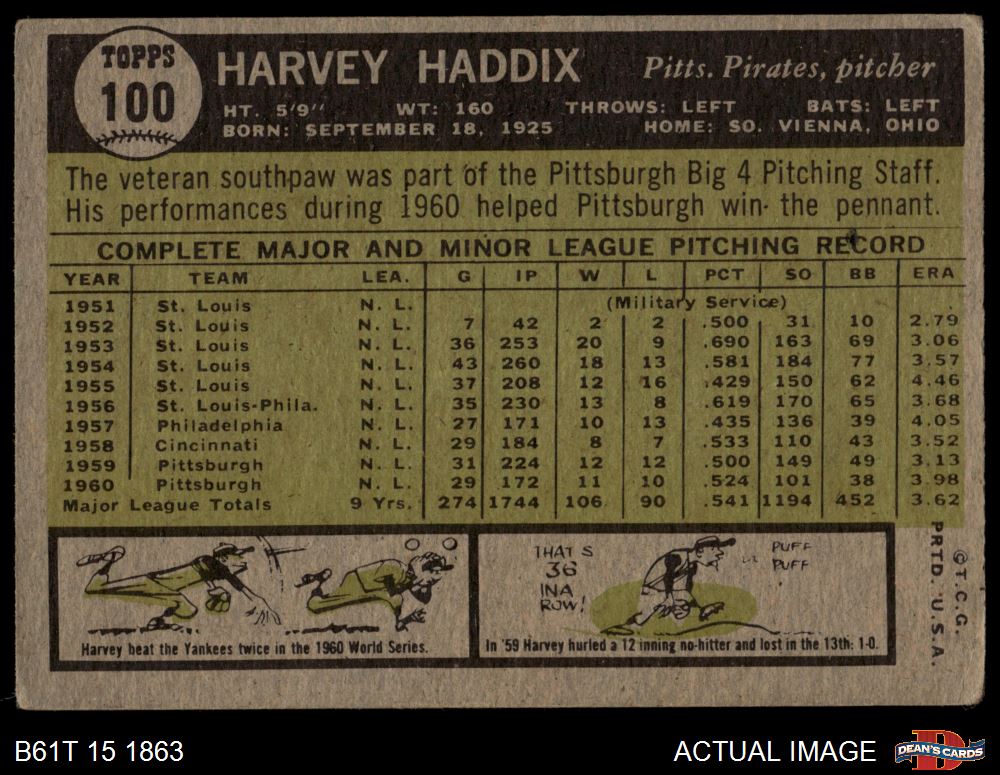 TOPPS
100
HARVEY HADDIX Pitts. Pirates, pitcher
HT. 5'9" WT: 160 THROWS: LEFT BATS: LEFT
BORN: SEPTEMBER 18, 1925 HOME: SO. VIENNA, OHIO
The veteran southpaw was part of the Pittsburgh Big 4 Pitching Staff.
His performances during 1960 helped Pittsburgh win the pennant.
COMPLETE MAJOR AND MINOR LEAGUE PITCHING RECORD
YEAR TEAM LEA. G IP W L PCT SO BB ERA
1951 St. Louis N. L. (Military Service)
1952 St. Louis N. L. 7 42 2 2 .500 31 10 2.79
1953 St. Louis N. L. 36 253 20 9 .690 163 69 3.06
1954 St. Louis N. L. 43 260 18 13 .581 184 77 3.57
1955 St. Louis N. L. 37 208 12 16 .429 150 62 4.46
1956 St. Louis-Phila. N. L. 35 230 13 8 .619 170 65 3.68
1957 Philadelphia N. L. 27 171 10 13 .435 136 39 4.05
1958 Cincinnati N. L. 29 184 8 7 .533 110 43 3.52
1959 Pittsburgh N. L. 31 224 12 12 .500 149 49 3.13
1960 Pittsburgh N. L. 29 172 11 10 .524 101 38 3.98
Major League Totals 9 Yrs. 274 1744 106 90 .541 1194 452 3.62
Harvey beat the Yankees twice in the 1960 World Series.
THAT S
36
IN A
ROW!
PUFF
PUFF
In '59 Harvey hurled a 12 inning no-hitter and lost in the 13th: 1-0.
©T.C.G.
PRTD. U.S.A.
B61T 15 1863
ACTUAL IMAGE
DEAN'S CARDS